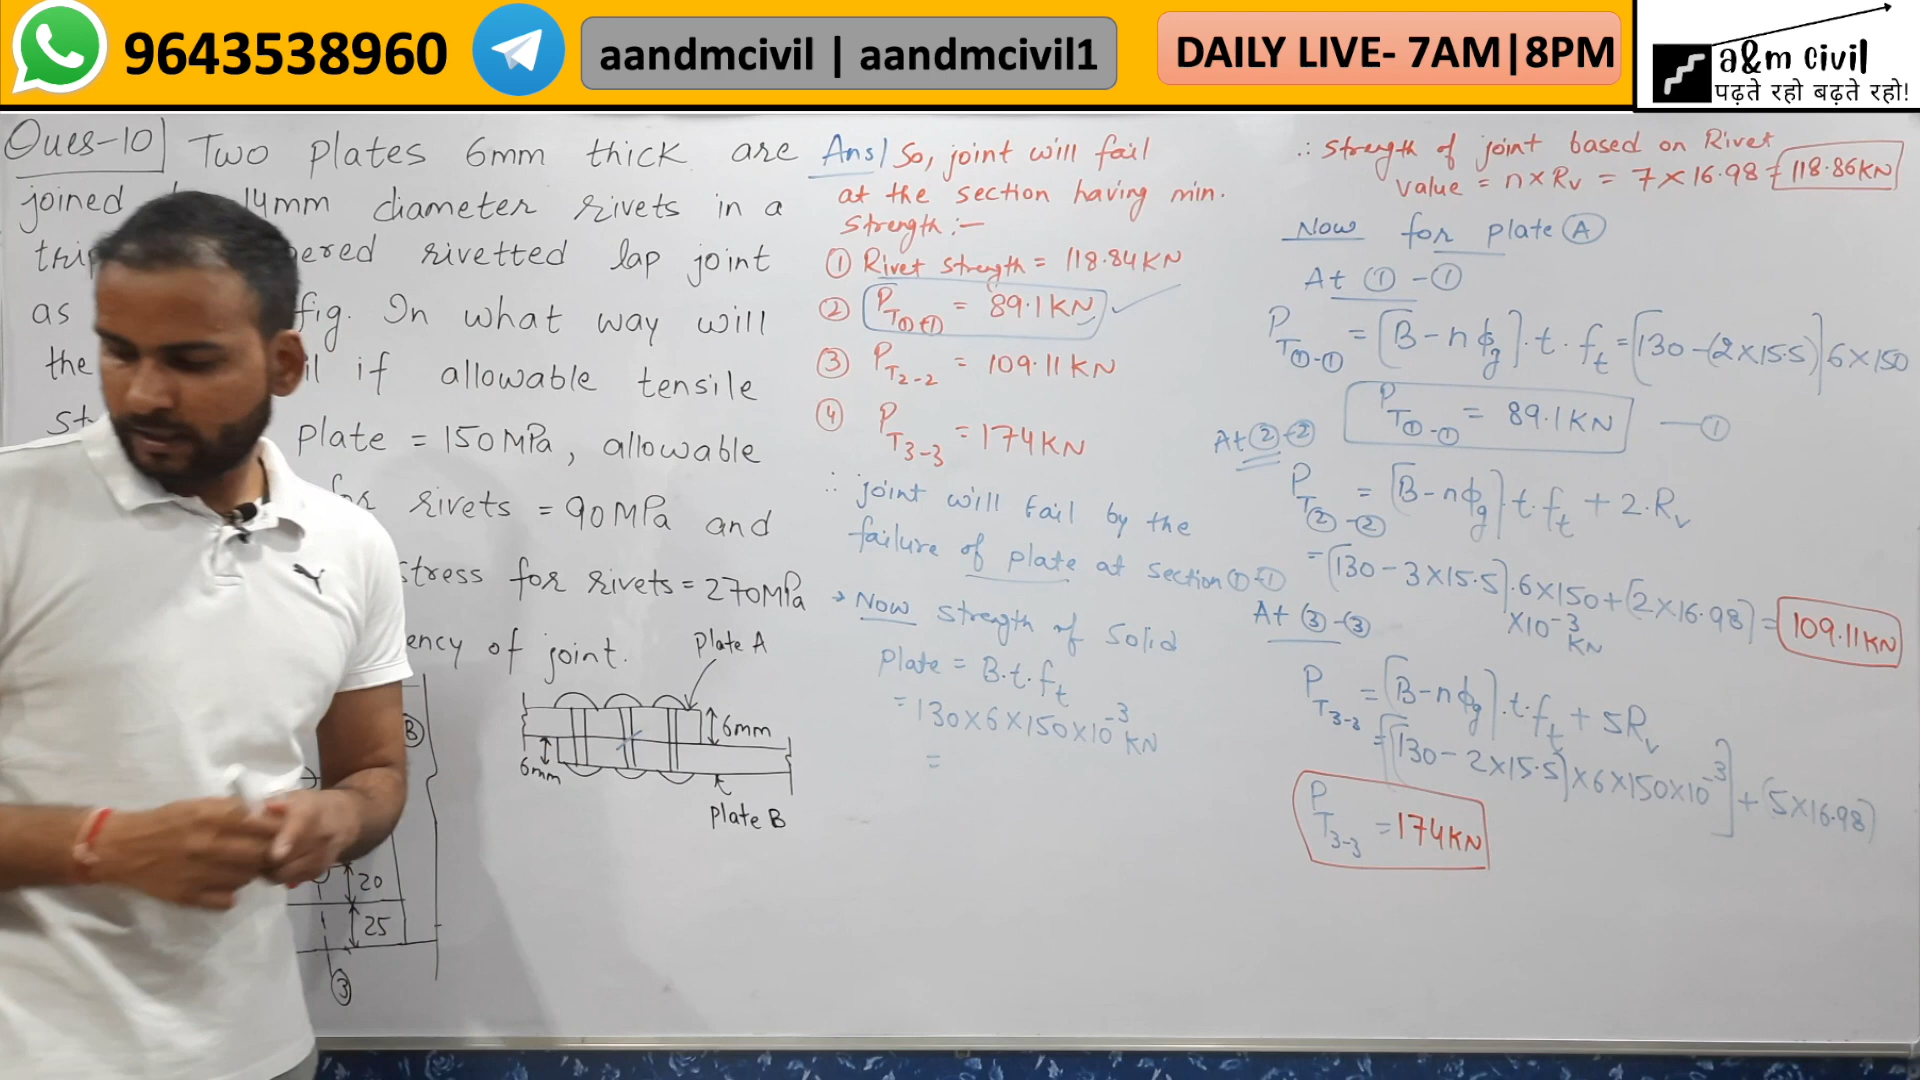 9643538960
aandmcivil | aandmcivil1
DAILY LIVE- 7AM|8PM
a&m civil
पढ़ते रहो बढ़ते रहो!
Ques-10 Two plates 6mm thick are
joined 14mm diameter rivets in a
trip ered rivetted lap joint
as fig. In what way will
the il if allowable tensile
st plate = 150MPa, allowable
for rivets = 90MPa and
stress for rivets = 270MPa
ency of joint.
Plate A
6mm
6mm
Plate B
B
20
25
3
Ans/ So, joint will fail
at the section having min.
strength:-
① Rivet strength = 118.84KN
② PT①-① = 89.1KN
③ PT2-2 = 109.11KN
④ PT3-3 = 174KN
∴ joint will fail by the
failure of plate at section ①-①
→ Now strength of solid
plate = B.t.ft
= 130×6×150×10⁻³ KN
=
∴ strength of joint based on Rivet
value = n×Rv = 7×16.98 = 118.86KN
Now for plate Ⓐ
At ①-①
PT①-① = [B-nϕg].t.ft = [130-(2×15.5)]6×150
PT①-① = 89.1KN —①
At ②-②
PT②-② = [B-nϕg].t.ft + 2.Rv
= [130-3×15.5].6×150+[2×16.98] = 109.11KN
×10⁻³
KN
At ③-③
PT3-3 = [B-nϕg].t.ft + 5Rv
= [[130-2×15.5]×6×150×10⁻³] + (5×16.98)
PT3-3 = 174KN